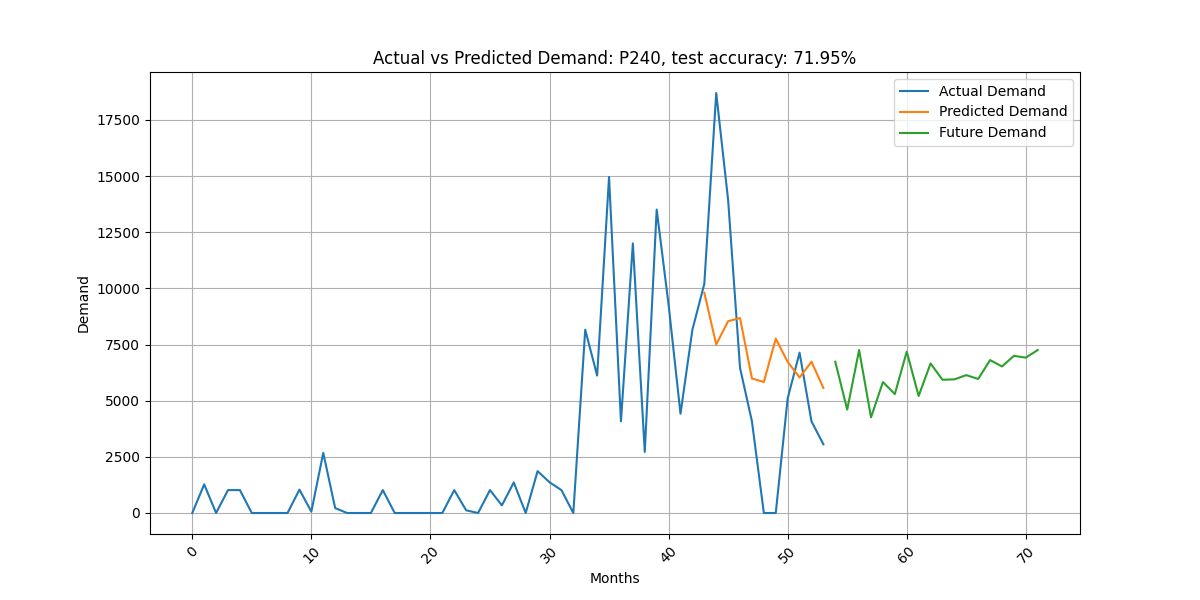 Actual vs Predicted Demand: P240, test accuracy: 71.95%
Actual Demand
Predicted Demand
Future Demand
Demand
17500
15000
12500
10000
7500
5000
2500
0
0
10
20
30
40
50
60
70
Months